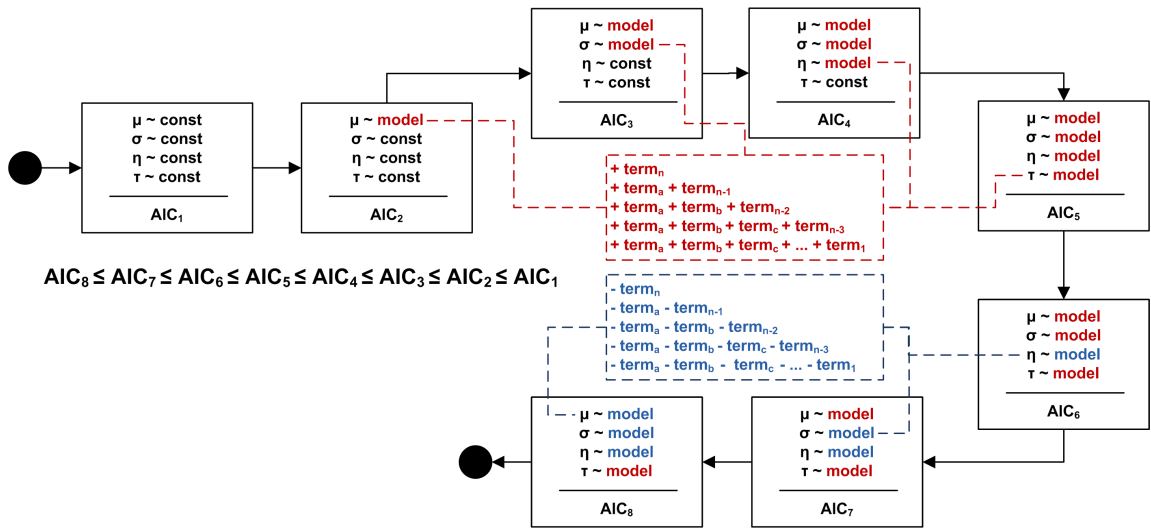 μ ~ const
σ ~ const
η ~ const
τ ~ const
AIC₁
μ ~ model
σ ~ const
η ~ const
τ ~ const
AIC₂
μ ~ model
σ ~ model
η ~ const
τ ~ const
AIC₃
μ ~ model
σ ~ model
η ~ model
τ ~ const
AIC₄
μ ~ model
σ ~ model
η ~ model
τ ~ model
AIC₅
+ termₙ
+ termₐ + termₙ₋₁
+ termₐ + term_b + termₙ₋₂
+ termₐ + term_b + term_c + termₙ₋₃
+ termₐ + term_b + term_c + ... + term₁
AIC₈ ≤ AIC₇ ≤ AIC₆ ≤ AIC₅ ≤ AIC₄ ≤ AIC₃ ≤ AIC₂ ≤ AIC₁
- termₙ
- termₐ - termₙ₋₁
- termₐ - term_b - termₙ₋₂
- termₐ - term_b - term_c - termₙ₋₃
- termₐ - term_b - term_c - ... - term₁
μ ~ model
σ ~ model
η ~ model
τ ~ model
AIC₆
μ ~ model
σ ~ model
η ~ model
τ ~ model
AIC₇
μ ~ model
σ ~ model
η ~ model
τ ~ model
AIC₈